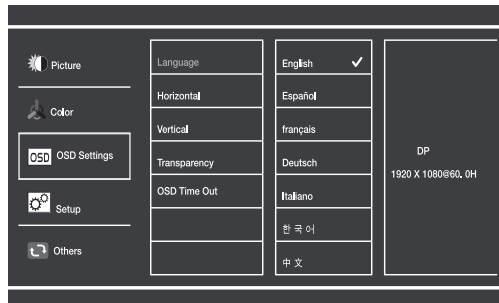 Picture
Color
OSD OSD Settings
Setup
Others
Language
Horizontal
Vertical
Transparency
OSD Time Out
English
Español
français
Deutsch
Italiano
한국어
中文
DP
1920 X 1080@60. 0H